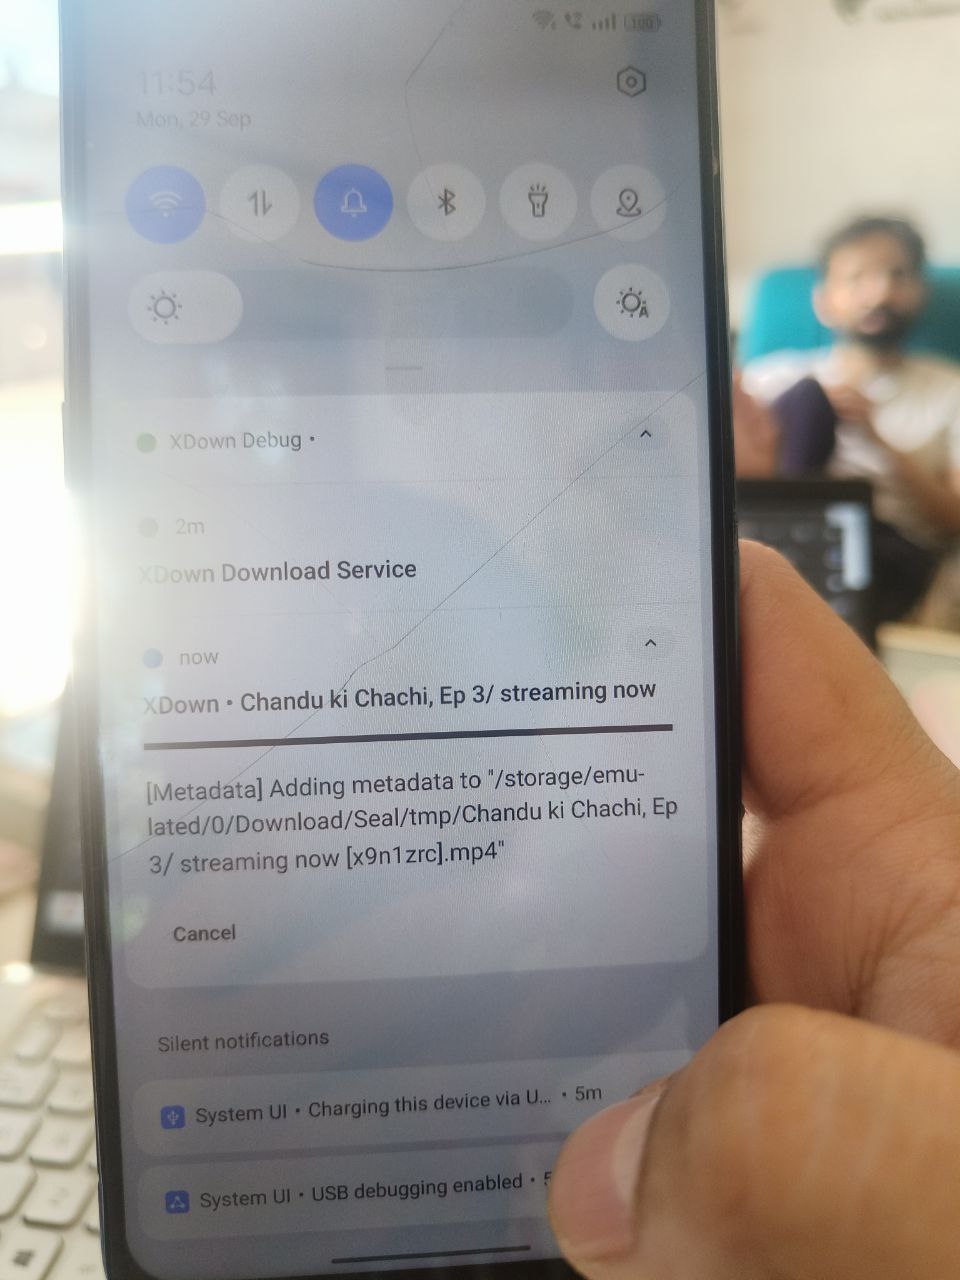 11:54
Mon, 29 Sep
XDown Debug •
2m
XDown Download Service
now
XDown • Chandu ki Chachi, Ep 3/ streaming now
[Metadata] Adding metadata to "/storage/emu-
lated/0/Download/Seal/tmp/Chandu ki Chachi, Ep
3/ streaming now [x9n1zrc].mp4"
Cancel
Silent notifications
System UI • Charging this device via U... • 5m
System UI • USB debugging enabled •